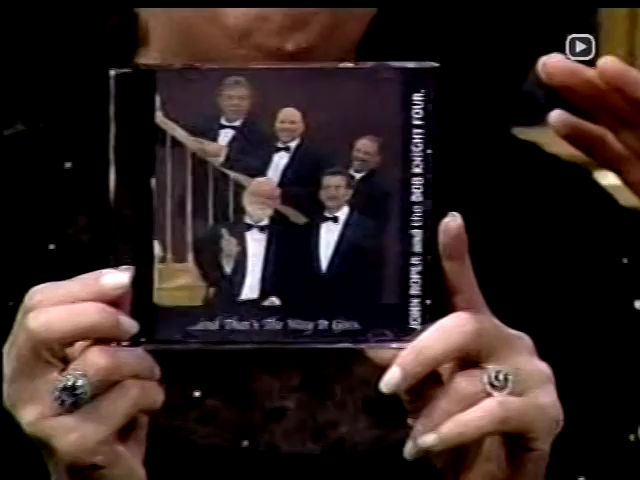 ...and That's The Way It Goes
JOHN ROPER and the BOB KNIGHT FOUR.